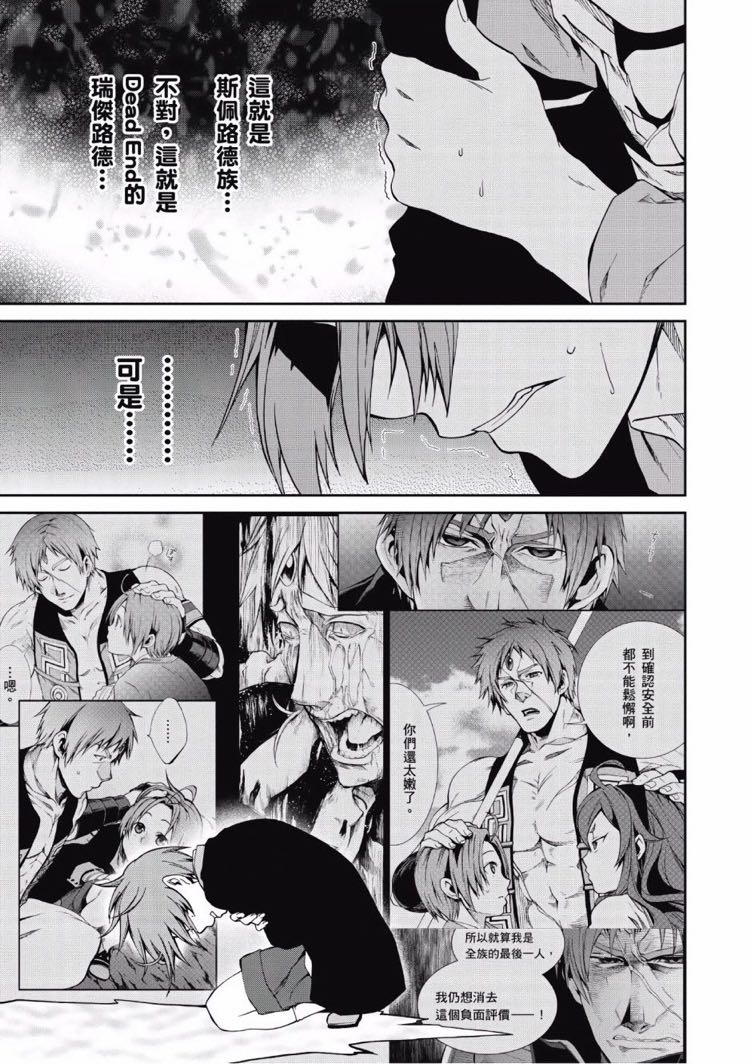 這就是
斯佩路德族…
不對，這就是
Dead End的
瑞傑路德…
…………
可是……
到確認安全前
都不能鬆懈啊，
你們還太嫩了。
……
…嗯。
所以就算我是
全族的最後一人，
我仍想消去
這個負面評價──！